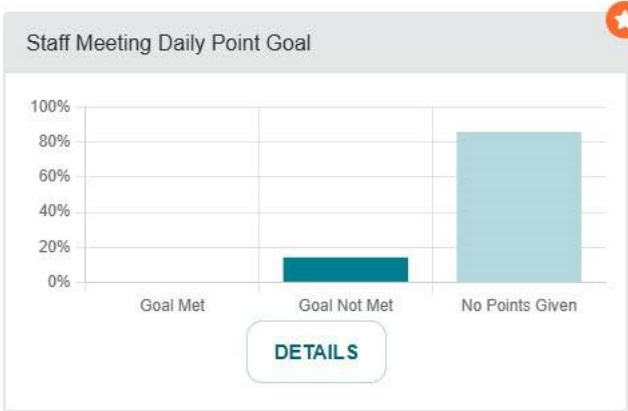 Staff Meeting Daily Point Goal
100%
80%
60%
40%
20%
0%
Goal Met Goal Not Met No Points Given
DETAILS